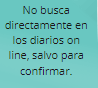 No busca
directamente en
los diarios on
line, salvo para
confirmar.